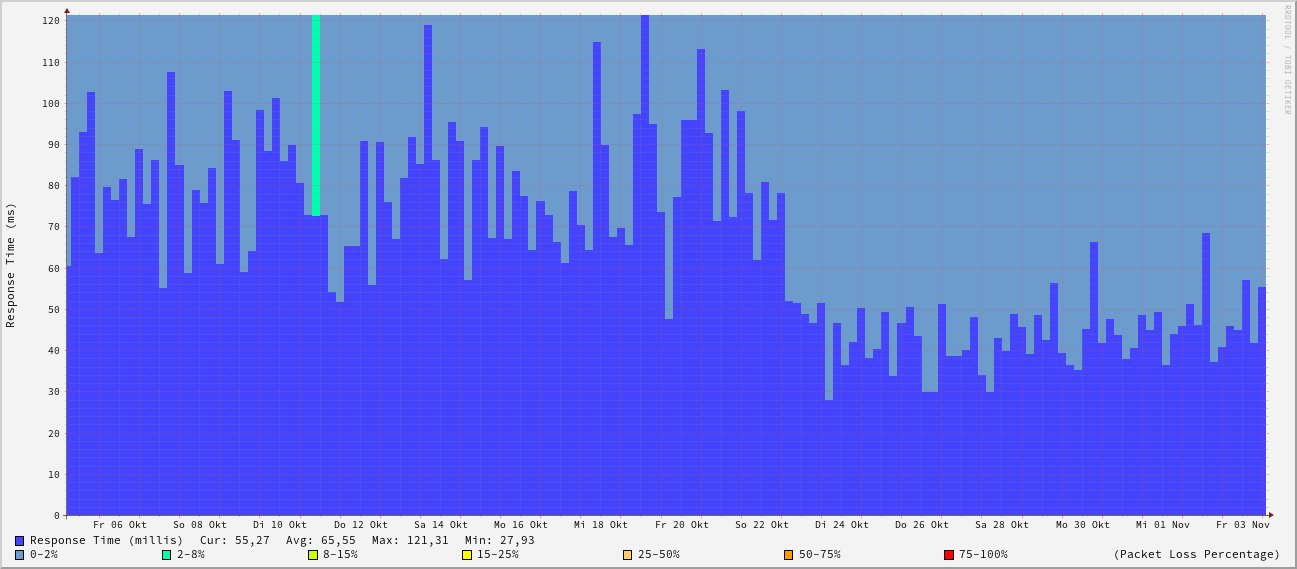 RRDTOOL / TOBI OETIKER
Response Time (ms)
120
110
100
90
80
70
60
50
40
30
20
10
0
Fr 06 Okt So 08 Okt Di 10 Okt Do 12 Okt Sa 14 Okt Mo 16 Okt Mi 18 Okt Fr 20 Okt So 22 Okt Di 24 Okt Do 26 Okt Sa 28 Okt Mo 30 Okt Mi 01 Nov Fr 03 Nov
Response Time (millis) Cur: 55,27 Avg: 65,55 Max: 121,31 Min: 27,93
0-2% 2-8% 8-15% 15-25% 25-50% 50-75% 75-100% (Packet Loss Percentage)